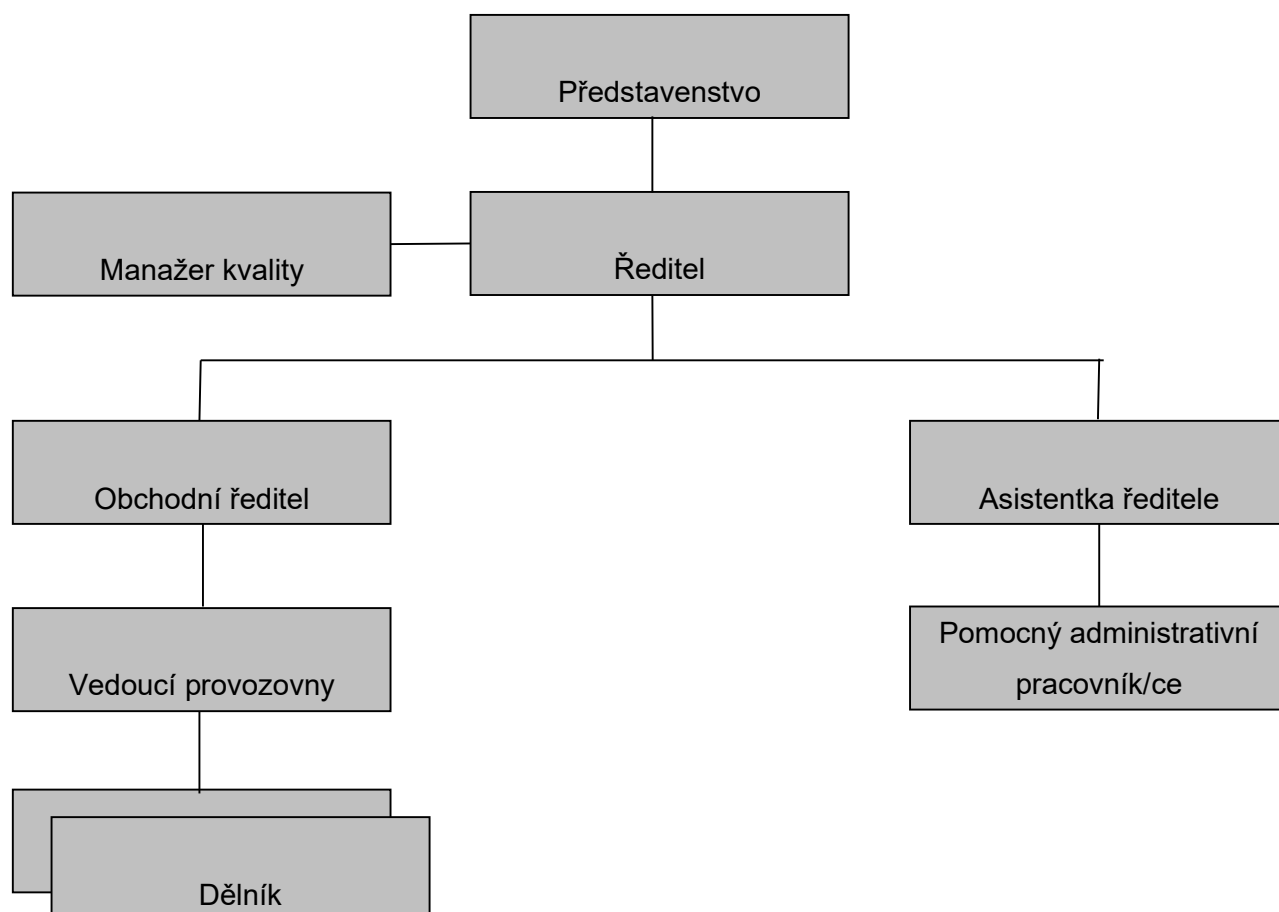 Představenstvo
Manažer kvality
Ředitel
Obchodní ředitel
Asistentka ředitele
Vedoucí provozovny
Pomocný administrativní
pracovník/ce
Dělník